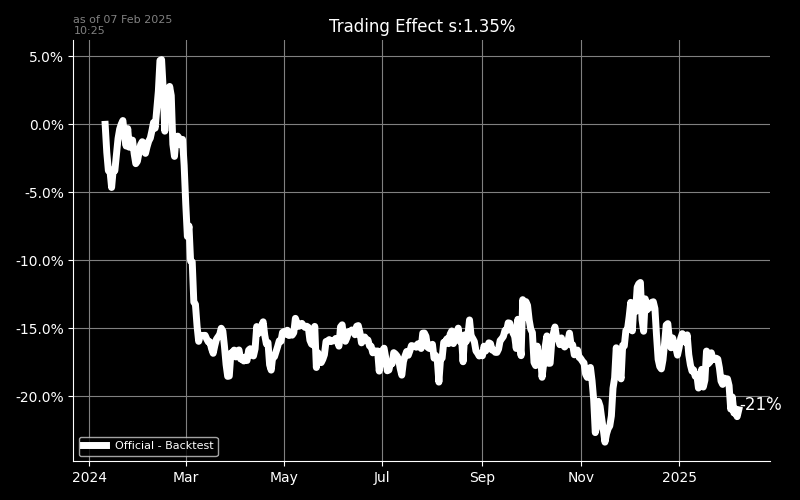 as of 07 Feb 2025
10:25
Trading Effect s:1.35%
5.0%
0.0%
-5.0%
-10.0%
-15.0%
-20.0%
-21%
Official - Backtest
2024 Mar May Jul Sep Nov 2025